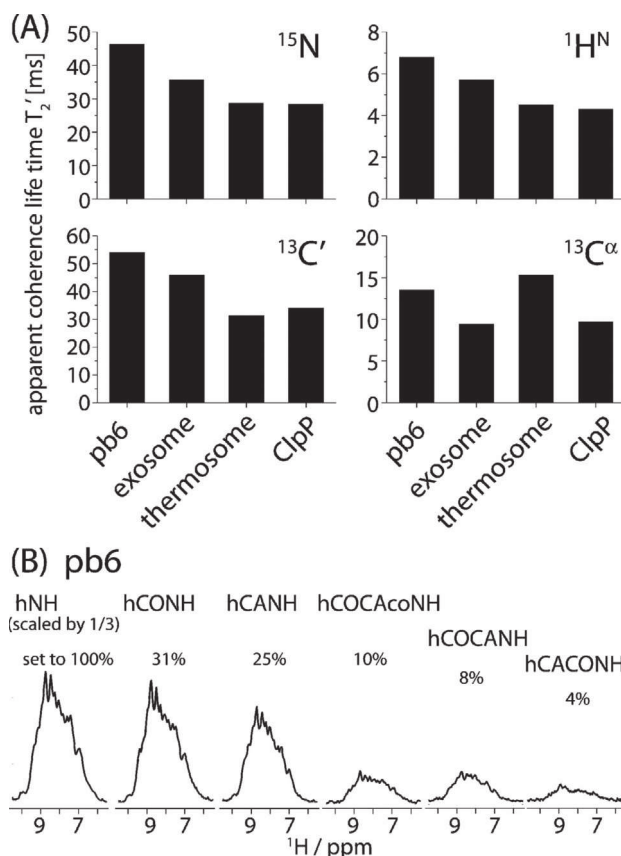 (A)
apparent coherence life time T₂′ [ms]
¹⁵N
50
40
30
20
10
0
¹Hᴺ
8
6
4
2
0
¹³C′
60
50
40
30
20
10
0
¹³Cᵅ
20
15
10
5
0
pb6 exosome thermosome ClpP
pb6 exosome thermosome ClpP
(B) pb6
hNH hCONH hCANH hCOCAcoNH hCOCANH hCACONH
(scaled by 1/3)
set to 100% 31% 25% 10% 8% 4%
9 7 9 7 9 7 9 7 9 7 9 7
¹H / ppm